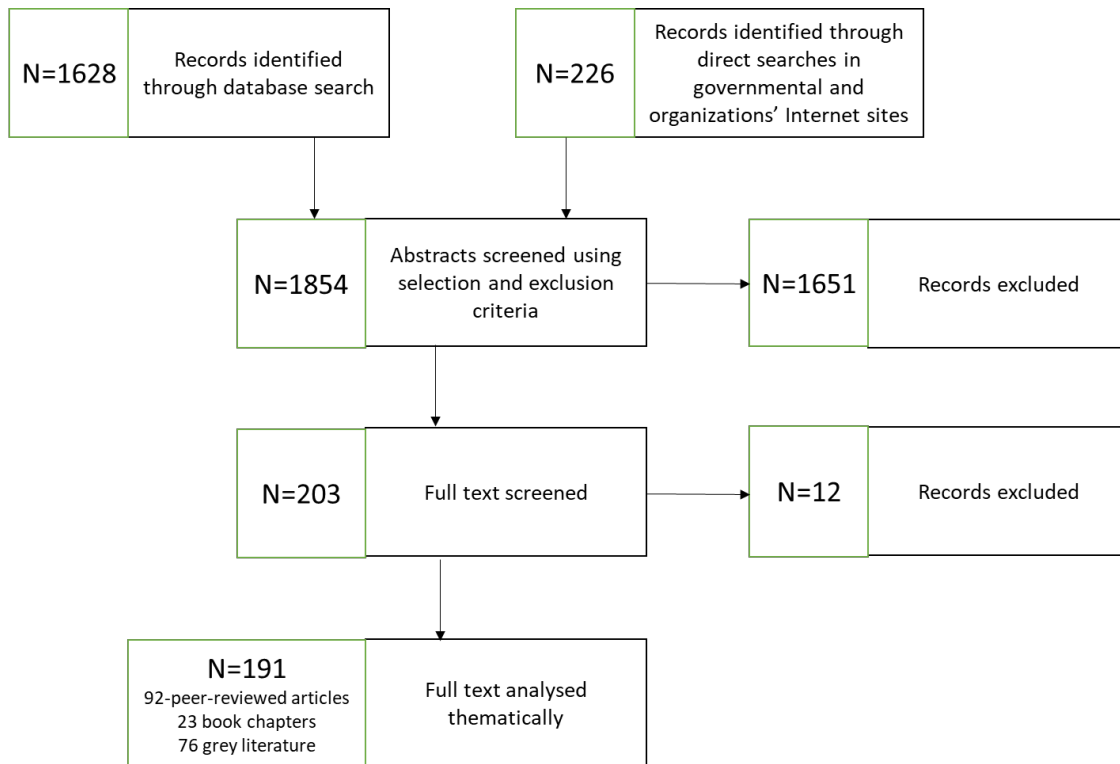 N=1628
Records identified
through database search
N=226
Records identified through
direct searches in
governmental and
organizations’ Internet sites
N=1854
Abstracts screened using
selection and exclusion
criteria
N=1651
Records excluded
N=203
Full text screened
N=12
Records excluded
N=191
92-peer-reviewed articles
23 book chapters
76 grey literature
Full text analysed
thematically